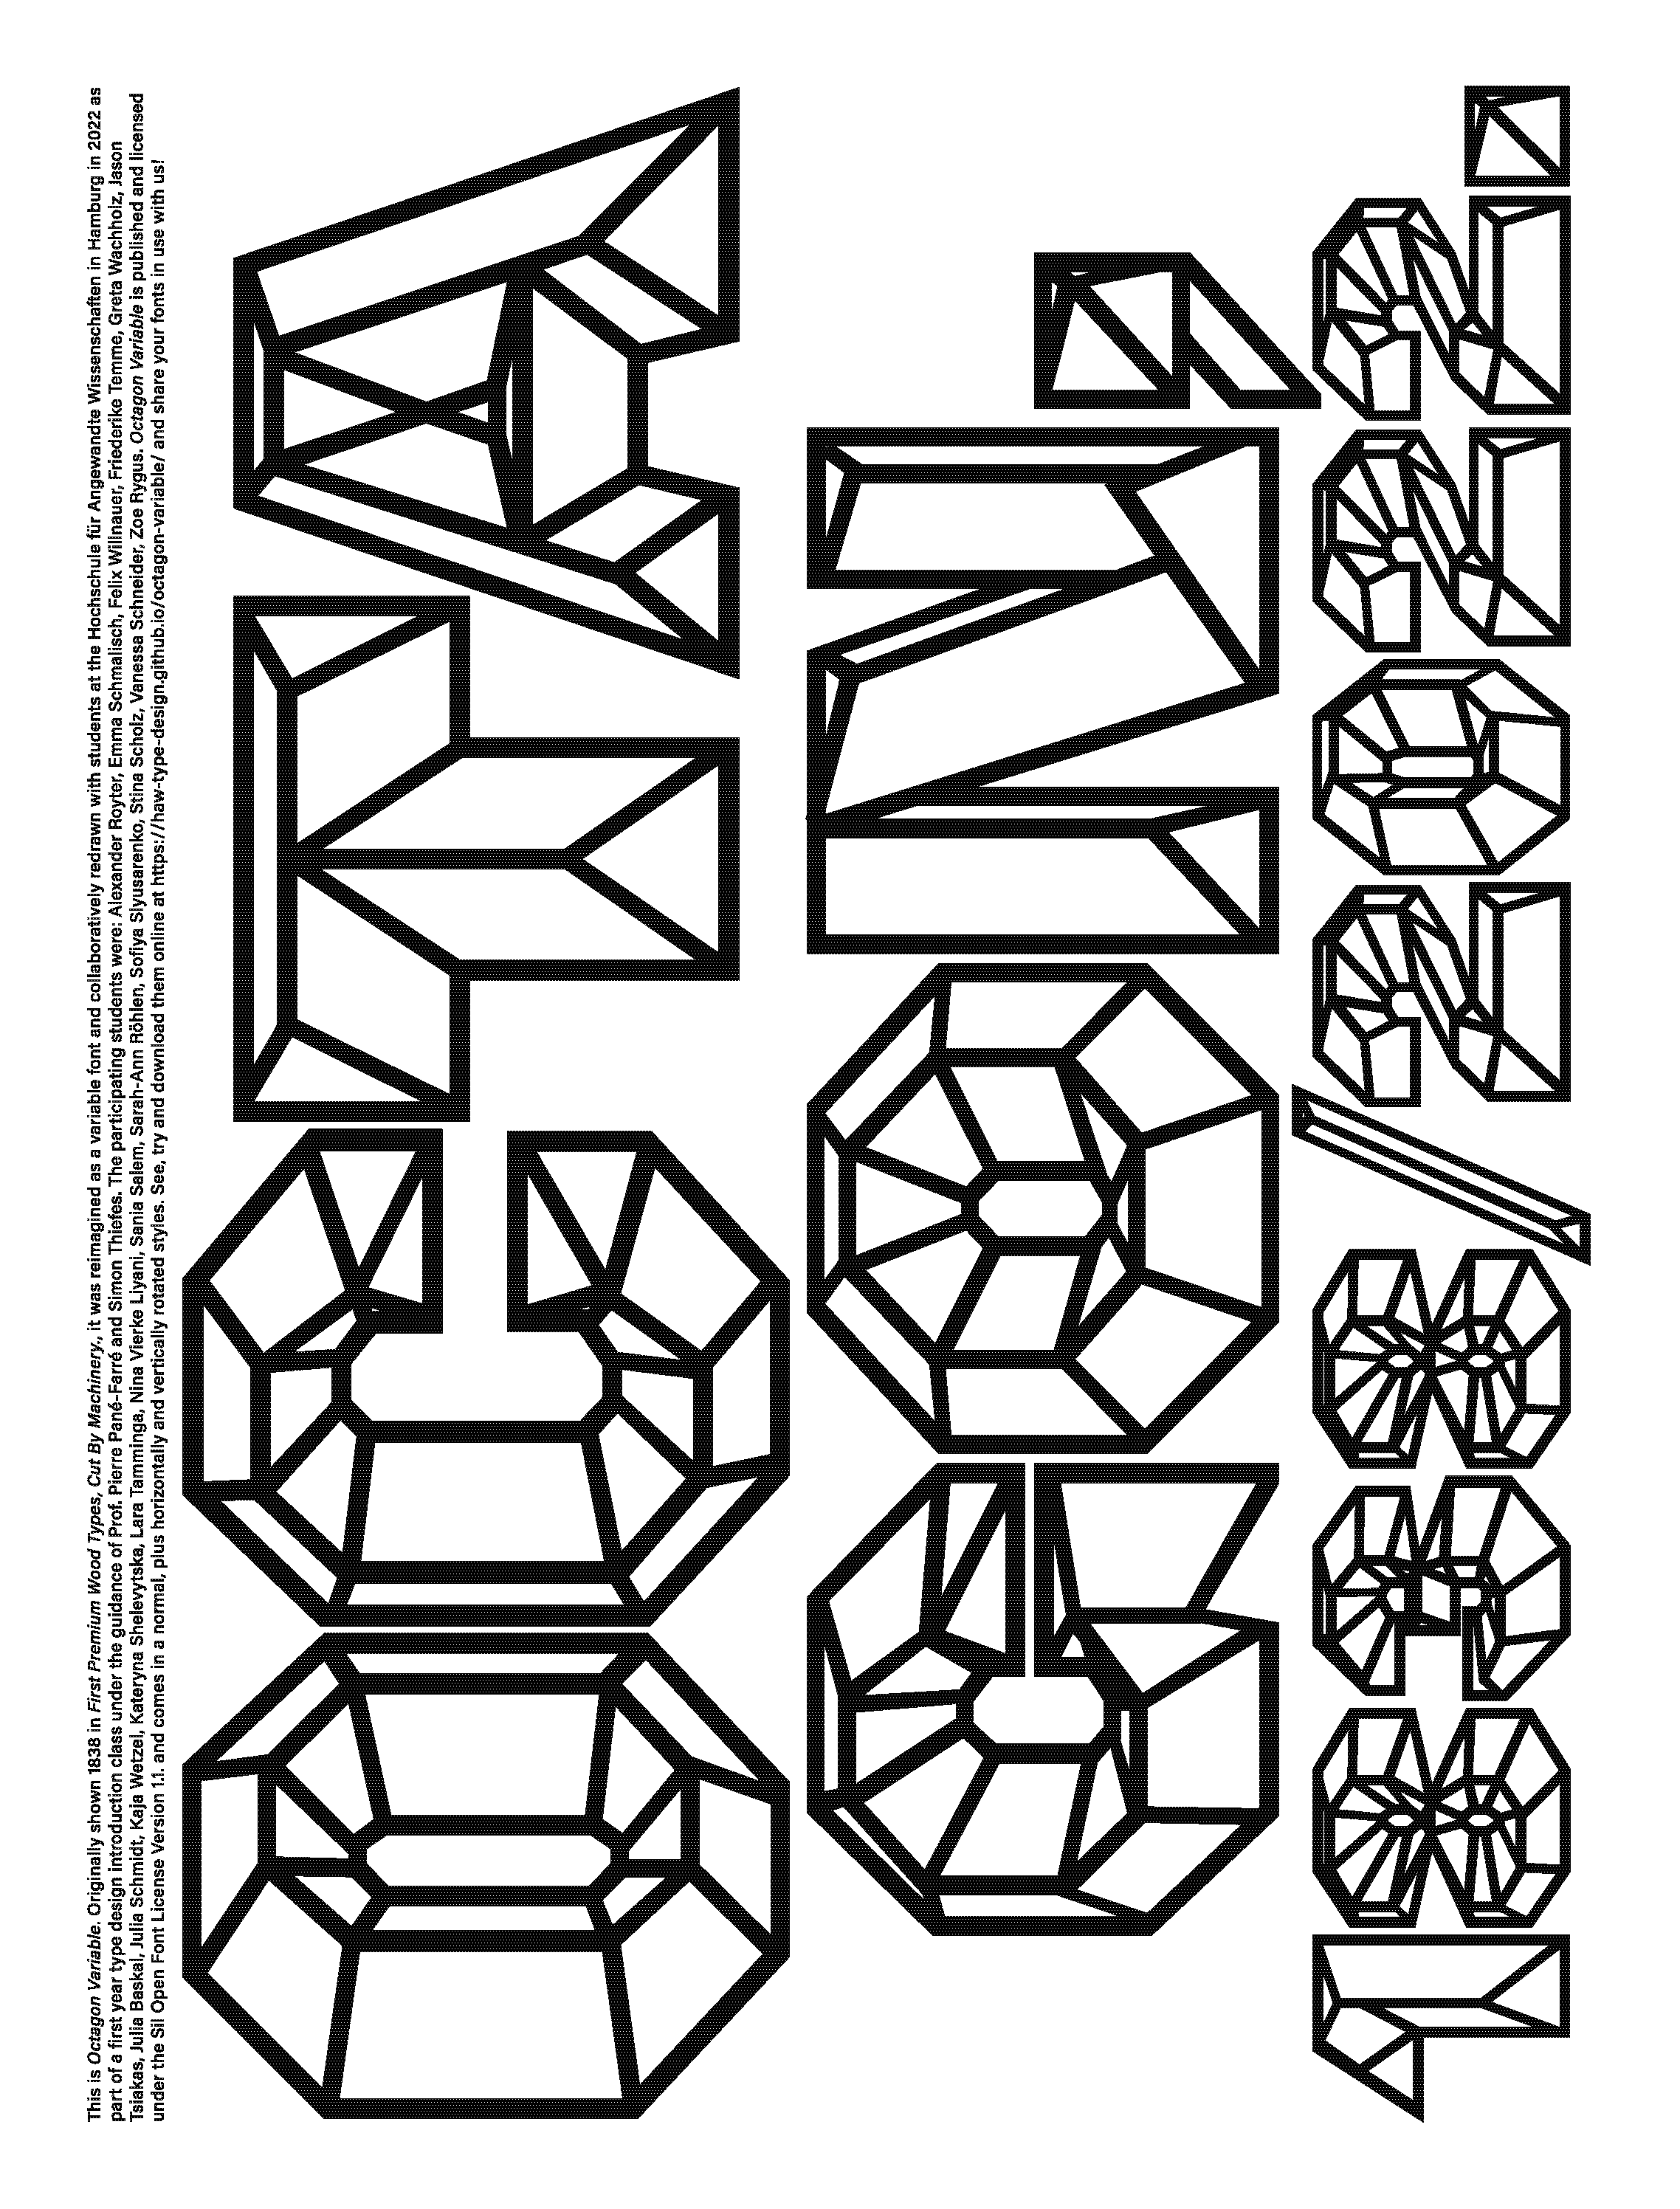 This is Octagon Variable. Originally shown 1838 in First Premium Wood Types, Cut By Machinery, it was reimagined as a variable font and collaboratively redrawn with students at the Hochschule für Angewandte Wissenschaften in Hamburg in 2022 as
part of a first year type design introduction class under the guidance of Prof. Pierre Pané-Farré and Simon Thiefes. The participating students were: Alexander Royter, Emma Schmalisch, Felix Willnauer, Friederike Temme, Greta Wachholz, Jason
Tsiakas, Julia Baskal, Julia Schmidt, Kaja Wetzel, Kateryna Shelevytska, Lara Tamminga, Nina Vierke Liyani, Sania Salem, Sarah-Ann Röhlen, Sofiya Slyusarenko, Stina Scholz, Vanessa Schneider, Zoe Rygus. Octagon Variable is published and licensed
under the Sil Open Font License Version 1.1. and comes in a normal, plus horizontally and vertically rotated styles. See, try and download them online at https://haw-type-design.github.io/octagon-variable/ and share your fonts in use with us!
OCTA
GON,
1838/2022.